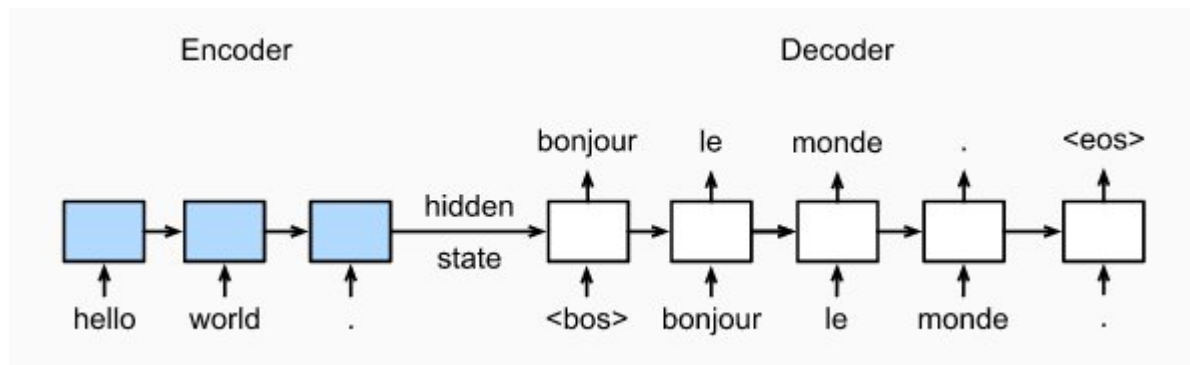 Encoder Decoder
bonjour le monde . <eos>
hidden
state
hello world . <bos> bonjour le monde .